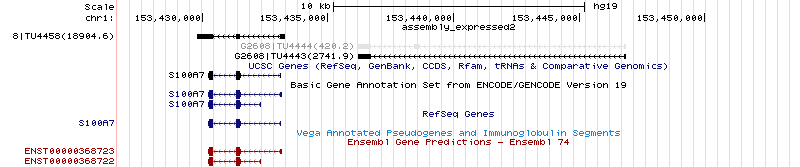 Scale 10 kb hg19
chr1: 153,430,000 153,435,000 153,440,000 153,445,000 153,450,000
assembly_expressed2
8|TU4458(18904.6)
G2608|TU4444(420.2)
G2608|TU4443(2741.9)
UCSC Genes (RefSeq, GenBank, CCDS, Rfam, tRNAs & Comparative Genomics)
S100A7
Basic Gene Annotation Set from ENCODE/GENCODE Version 19
S100A7
S100A7
RefSeq Genes
S100A7
Vega Annotated Pseudogenes and Immunoglobulin Segments
Ensembl Gene Predictions - Ensembl 74
ENST00000368723
ENST00000368722